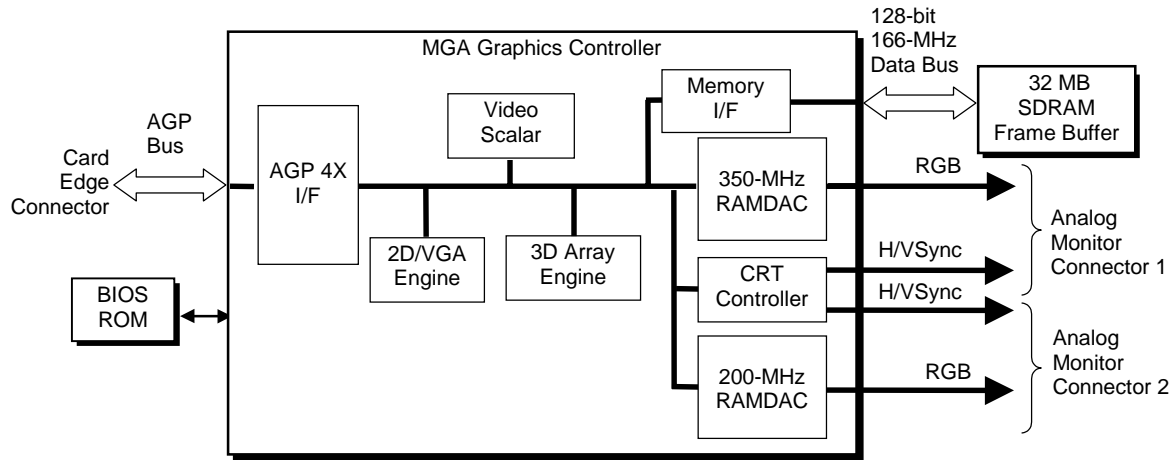 MGA Graphics Controller
128-bit
166-MHz
Data Bus
32 MB
SDRAM
Frame Buffer
Memory
I/F
Video
Scalar
AGP
Bus
Card
Edge
Connector
AGP 4X
I/F
350-MHz
RAMDAC
RGB
2D/VGA
Engine
3D Array
Engine
CRT
Controller
H/VSync
H/VSync
Analog
Monitor
Connector 1
BIOS
ROM
200-MHz
RAMDAC
RGB
Analog
Monitor
Connector 2